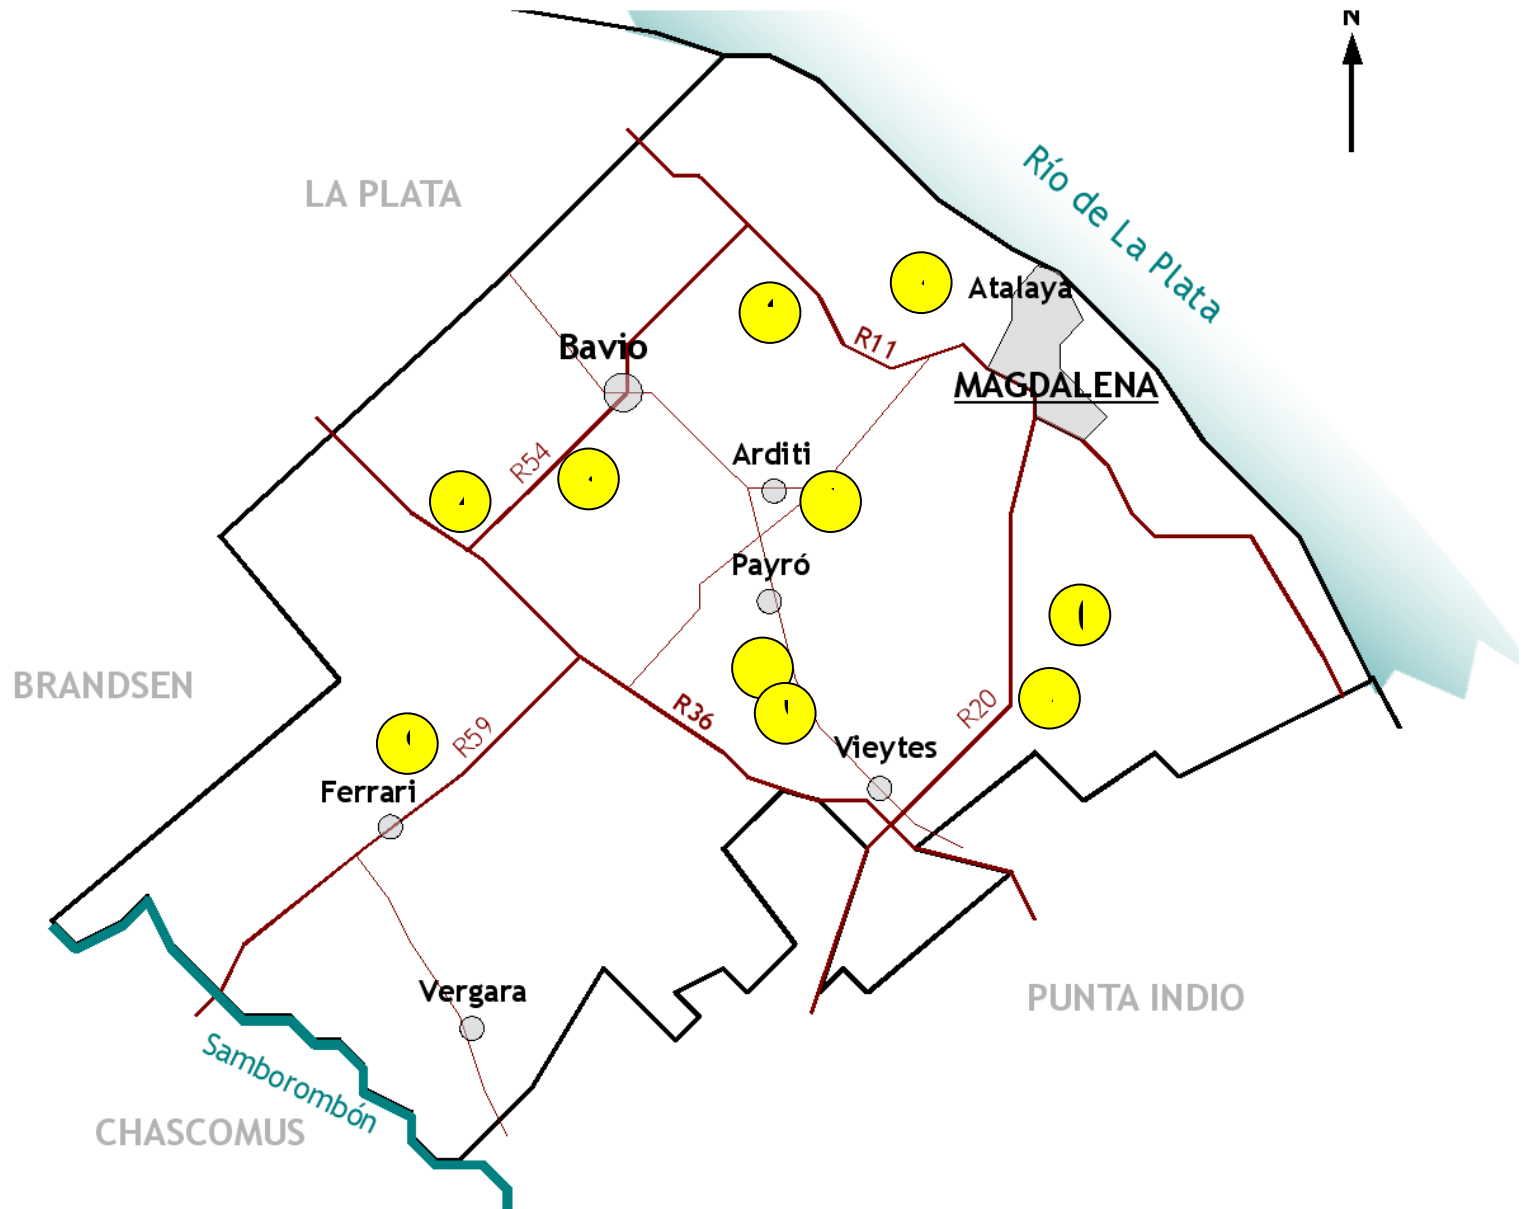 N
Río de La Plata
LA PLATA
Atalaya
R11
Bavio
MAGDALENA
Arditi
R54
Payró
BRANDSEN
R36
R20
R59
Vieytes
Ferrari
Vergara
PUNTA INDIO
Samborombón
CHASCOMUS